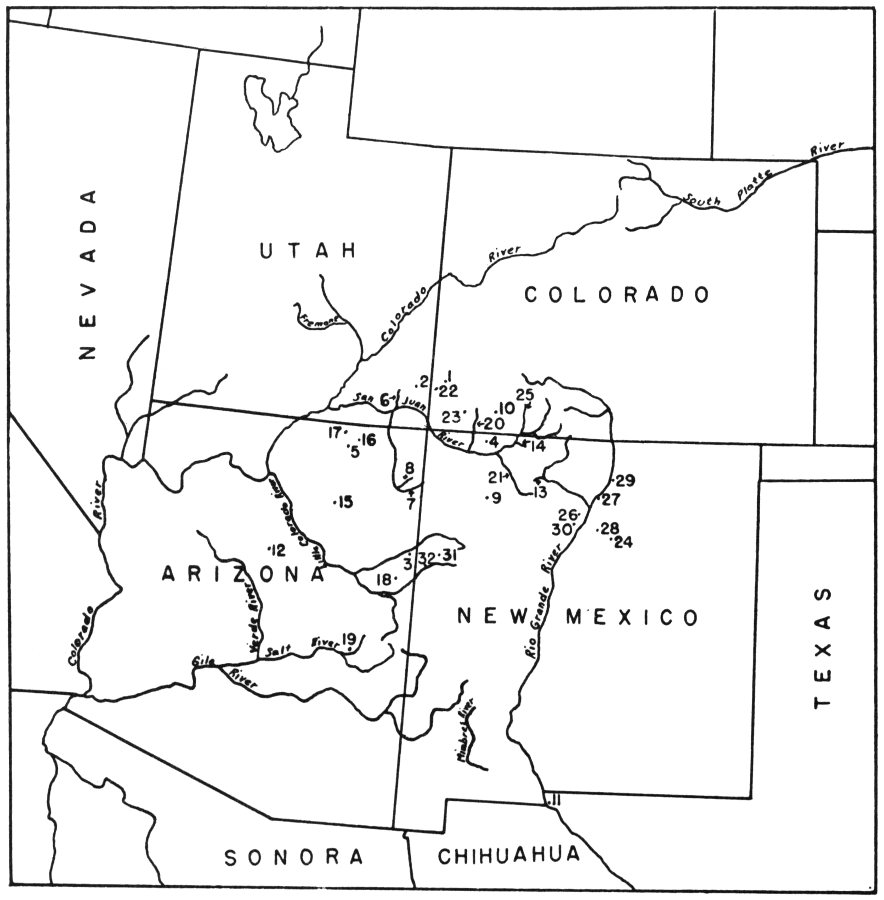 River
South Platte
NEVADA
UTAH
River
COLORADO
Colorado
Fremont
1
2
22
6
San Juan
25
10
23
20
17
16
5
River
4
14
8
21
13
29
7
9
27
15
River
26
30
28
24
12
Little Colorado River
3
32
31
ARIZONA
18
NEW MEXICO
Rio Grande River
TEXAS
Verde River
Colorado
19
Salt River
Gila
River
Mimbres River
11
SONORA
CHIHUAHUA